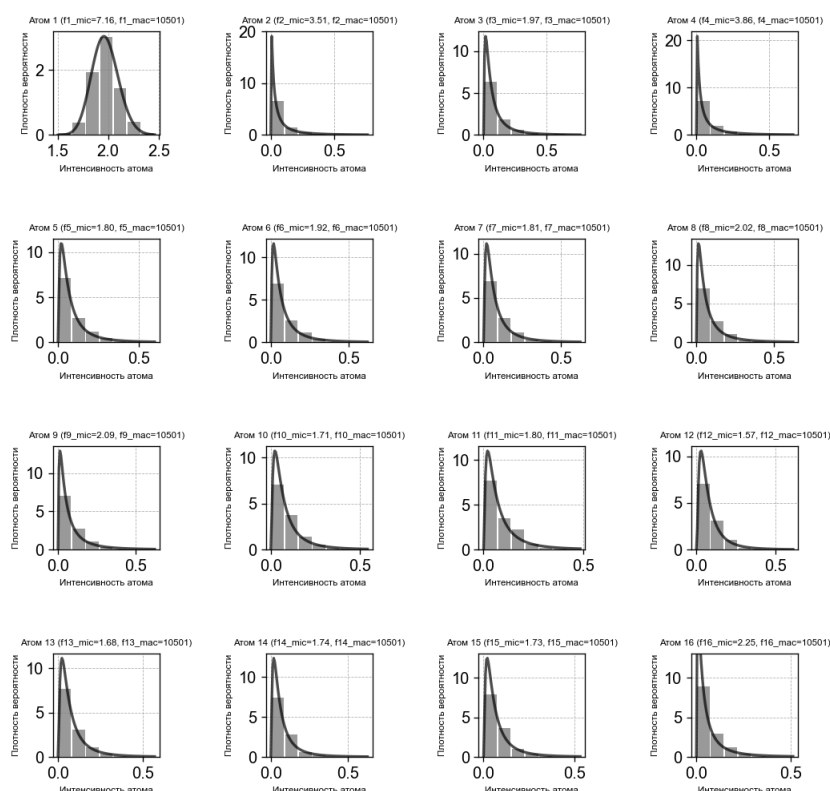 Атом 1 (f1_mic=7.16, f1_mac=10501) Атом 2 (f2_mic=3.51, f2_mac=10501) Атом 3 (f3_mic=1.97, f3_mac=10501) Атом 4 (f4_mic=3.86, f4_mac=10501)
Плотность вероятности Плотность вероятности Плотность вероятности Плотность вероятности
2 0 20 10 0 10 5 0 20 10 0
1.5 2.0 2.5 0.0 0.5 0.0 0.5 0.0 0.5
Интенсивность атома Интенсивность атома Интенсивность атома Интенсивность атома
Атом 5 (f5_mic=1.80, f5_mac=10501) Атом 6 (f6_mic=1.92, f6_mac=10501) Атом 7 (f7_mic=1.81, f7_mac=10501) Атом 8 (f8_mic=2.02, f8_mac=10501)
Плотность вероятности Плотность вероятности Плотность вероятности Плотность вероятности
10 5 0 10 5 0 10 5 0 10 5 0
0.0 0.5 0.0 0.5 0.0 0.5 0.0 0.5
Интенсивность атома Интенсивность атома Интенсивность атома Интенсивность атома
Атом 9 (f9_mic=2.09, f9_mac=10501) Атом 10 (f10_mic=1.71, f10_mac=10501) Атом 11 (f11_mic=1.80, f11_mac=10501) Атом 12 (f12_mic=1.57, f12_mac=10501)
Плотность вероятности Плотность вероятности Плотность вероятности Плотность вероятности
10 5 0 10 5 0 10 5 0 10 5 0
0.0 0.5 0.0 0.5 0.0 0.5 0.0 0.5
Интенсивность атома Интенсивность атома Интенсивность атома Интенсивность атома
Атом 13 (f13_mic=1.68, f13_mac=10501) Атом 14 (f14_mic=1.74, f14_mac=10501) Атом 15 (f15_mic=1.73, f15_mac=10501) Атом 16 (f16_mic=2.25, f16_mac=10501)
Плотность вероятности Плотность вероятности Плотность вероятности Плотность вероятности
10 5 0 10 5 0 10 5 0 10 5 0
0.0 0.5 0.0 0.5 0.0 0.5 0.0 0.5
Интенсивность атома Интенсивность атома Интенсивность атома Интенсивность атома